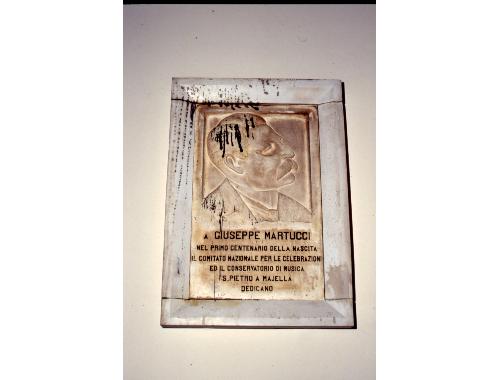 A GIUSEPPE MARTUCCI
NEL PRIMO CENTENARIO DELLA NASCITA
IL COMITATO NAZIONALE PER LE CELEBRAZIONI
ED IL CONSERVATORIO DI MUSICA
S. PIETRO A MAJELLA
DEDICANO